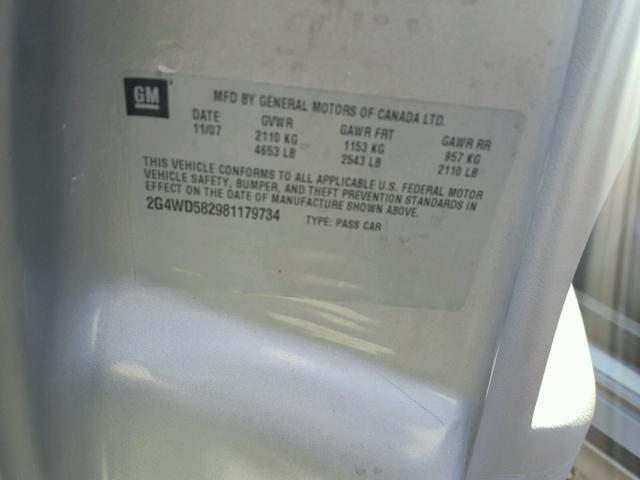 GM
MFD BY GENERAL MOTORS OF CANADA LTD.
DATE GVWR GAWR FRT GAWR RR
11/07 2110 KG 1153 KG 957 KG
4653 LB 2543 LB 2110 LB
THIS VEHICLE CONFORMS TO ALL APPLICABLE U.S. FEDERAL MOTOR
VEHICLE SAFETY, BUMPER, AND THEFT PREVENTION STANDARDS IN
EFFECT ON THE DATE OF MANUFACTURE SHOWN ABOVE.
2G4WD582981179734 TYPE: PASS CAR